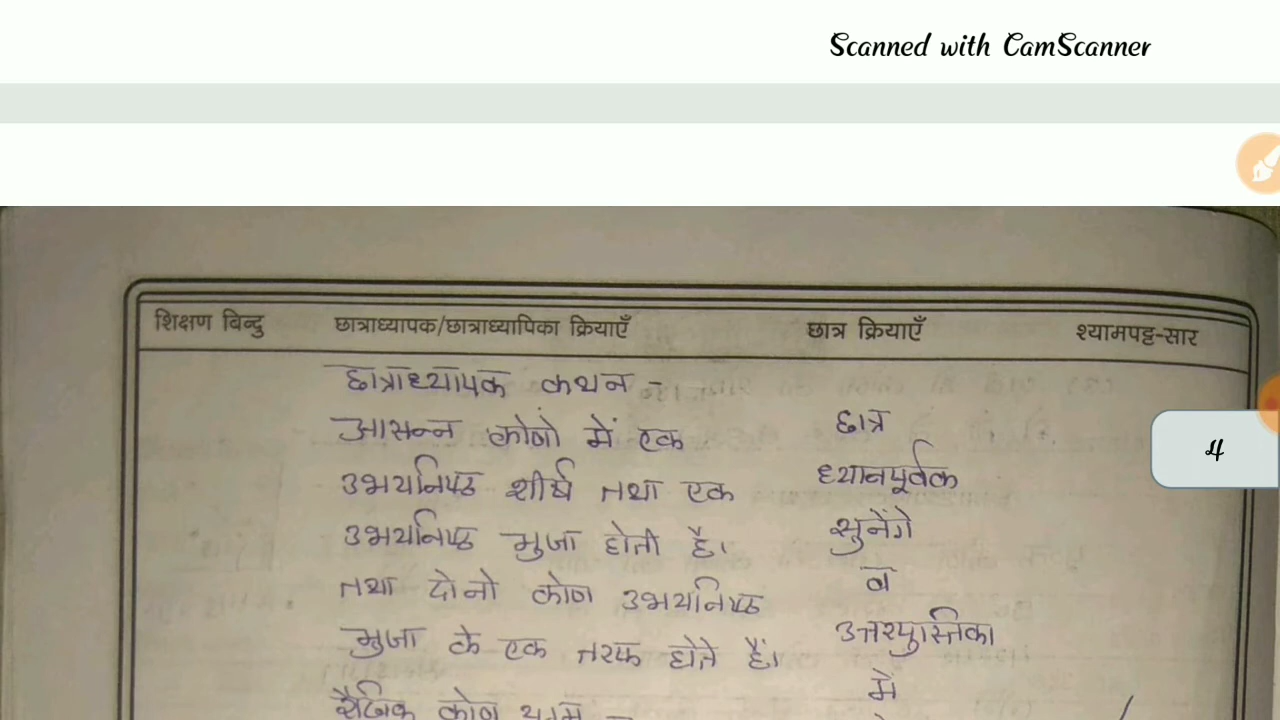 Scanned with CamScanner
शिक्षण बिन्दु छात्राध्यापक/छात्राध्यापिका क्रियाएँ छात्र क्रियाएँ श्यामपट्ट-सार
छात्राध्यापक कथन -
आसन्न कोणों में एक
उभयनिष्ठ शीर्ष तथा एक
उभयनिष्ठ भुजा होती है।
तथा दोनो कोण उभयनिष्ठ
भुजा के एक तरफ होते हैं।
रैखिक कोण युग्म -
छात्र
ध्यानपूर्वक
सुनेंगे
व
उत्तरपुस्तिका
में
4